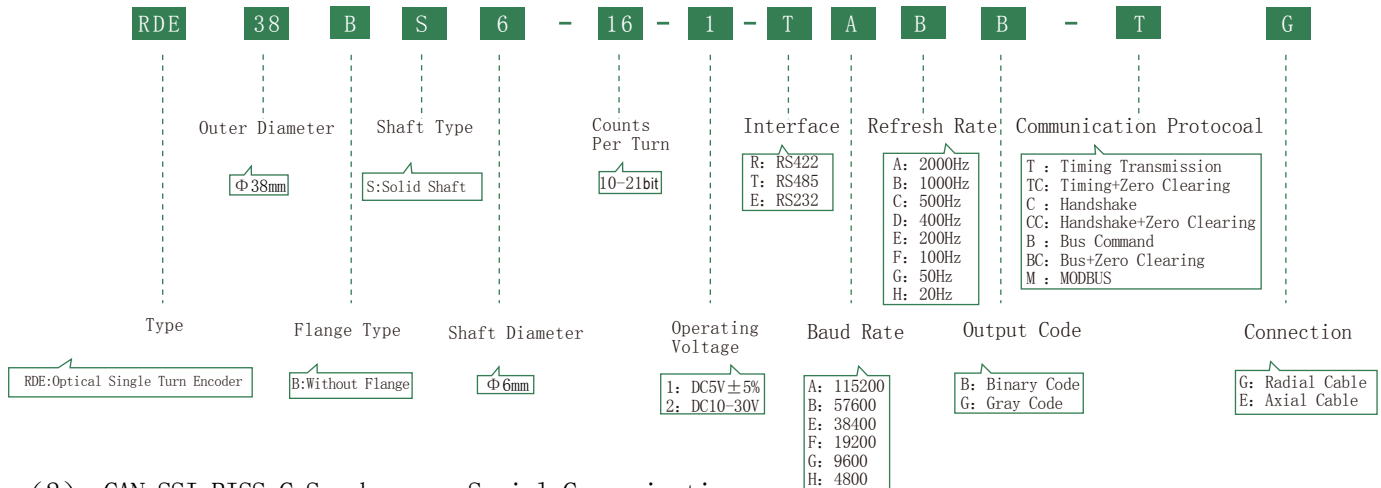 RDE 38 B S 6 - 16 - 1 - T A B B - T G
Outer Diameter
Φ38mm
Shaft Type
S:Solid Shaft
Counts
Per Turn
10-21bit
Interface
R: RS422
T: RS485
E: RS232
Refresh Rate
A: 2000Hz
B: 1000Hz
C: 500Hz
D: 400Hz
E: 200Hz
F: 100Hz
G: 50Hz
H: 20Hz
Communication Protocoal
T : Timing Transmission
TC: Timing+Zero Clearing
C : Handshake
CC: Handshake+Zero Clearing
B : Bus Command
BC: Bus+Zero Clearing
M : MODBUS
Type
RDE:Optical Single Turn Encoder
Flange Type
B:Without Flange
Shaft Diameter
Φ6mm
Operating
Voltage
1: DC5V±5%
2: DC10-30V
Baud Rate
A: 115200
B: 57600
E: 38400
F: 19200
G: 9600
H: 4800
Output Code
B: Binary Code
G: Gray Code
Connection
G: Radial Cable
E: Axial Cable